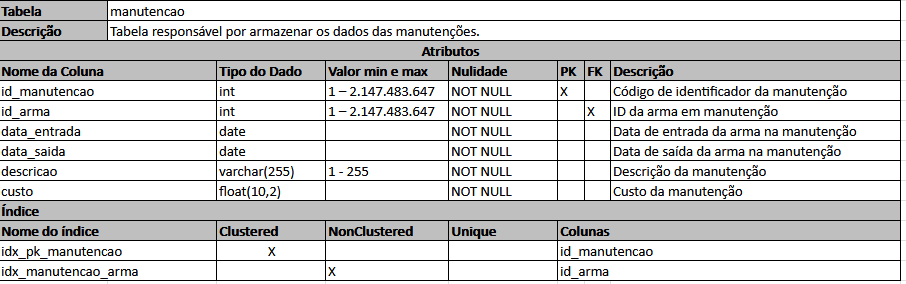 Tabela manutencao
Descrição Tabela responsável por armazenar os dados das manutenções.
Atributos
Nome da Coluna Tipo do Dado Valor min e max Nulidade PK FK Descrição
id_manutencao int 1 – 2.147.483.647 NOT NULL X Código de identificador da manutenção
id_arma int 1 – 2.147.483.647 NOT NULL X ID da arma em manutenção
data_entrada date NOT NULL Data de entrada da arma na manutenção
data_saida date NOT NULL Data de saída da arma na manutenção
descricao varchar(255) 1 - 255 NOT NULL Descrição da manutenção
custo float(10,2) NOT NULL Custo da manutenção
Índice
Nome do índice Clustered NonClustered Unique Colunas
idx_pk_manutencao X id_manutencao
idx_manutencao_arma X id_arma